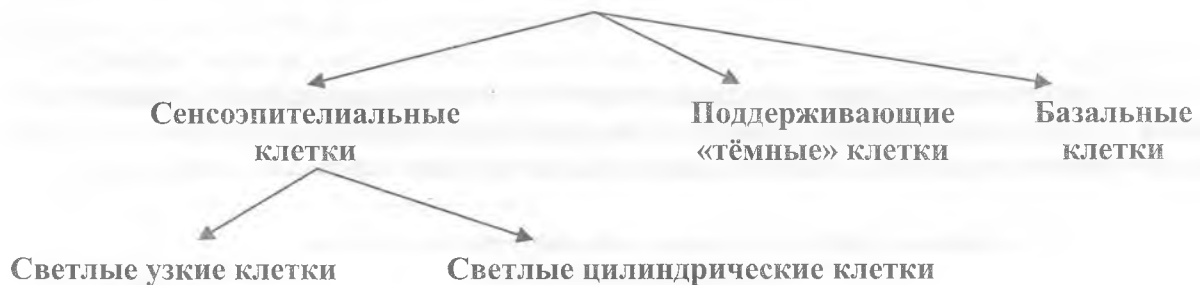 Сенсоэпителиальные клетки
Поддерживающие «тёмные» клетки
Базальные клетки
Светлые узкие клетки
Светлые цилиндрические клетки